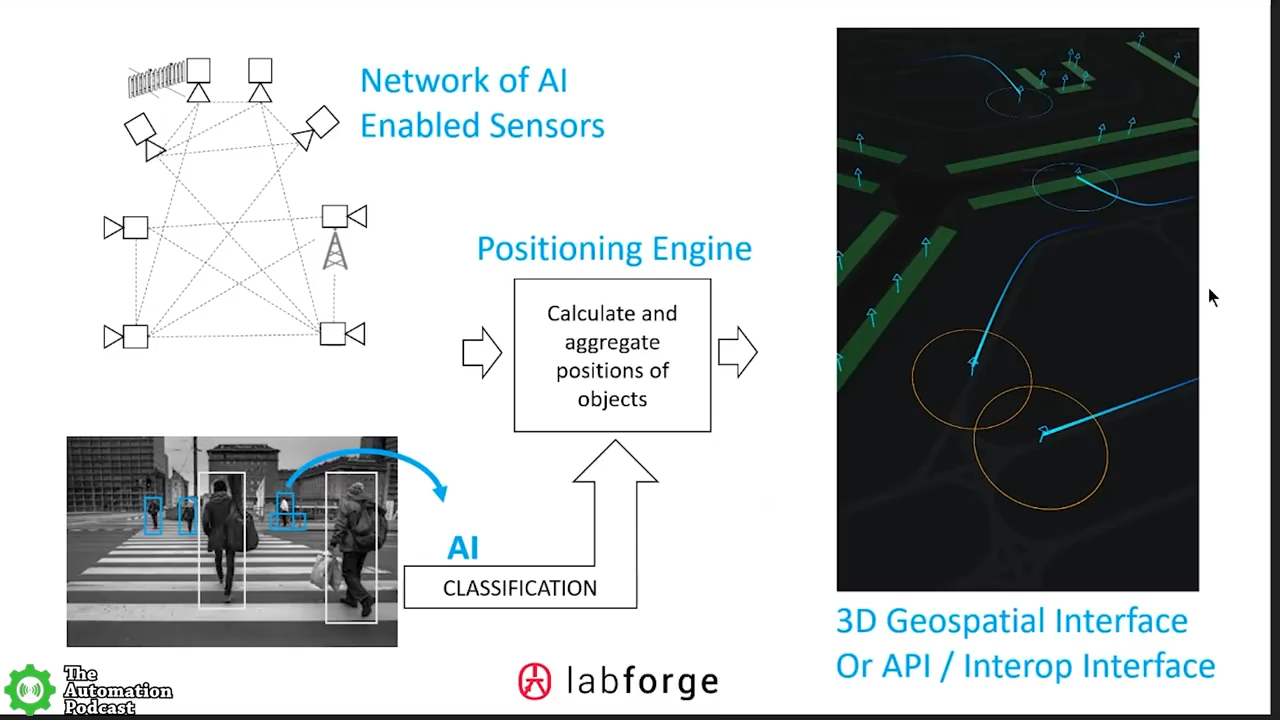 Network of AI
Enabled Sensors
Positioning Engine
Calculate and
aggregate
positions of
objects
AI
CLASSIFICATION
3D Geospatial Interface
Or API / Interop Interface
labforge
The
Automation
Podcast